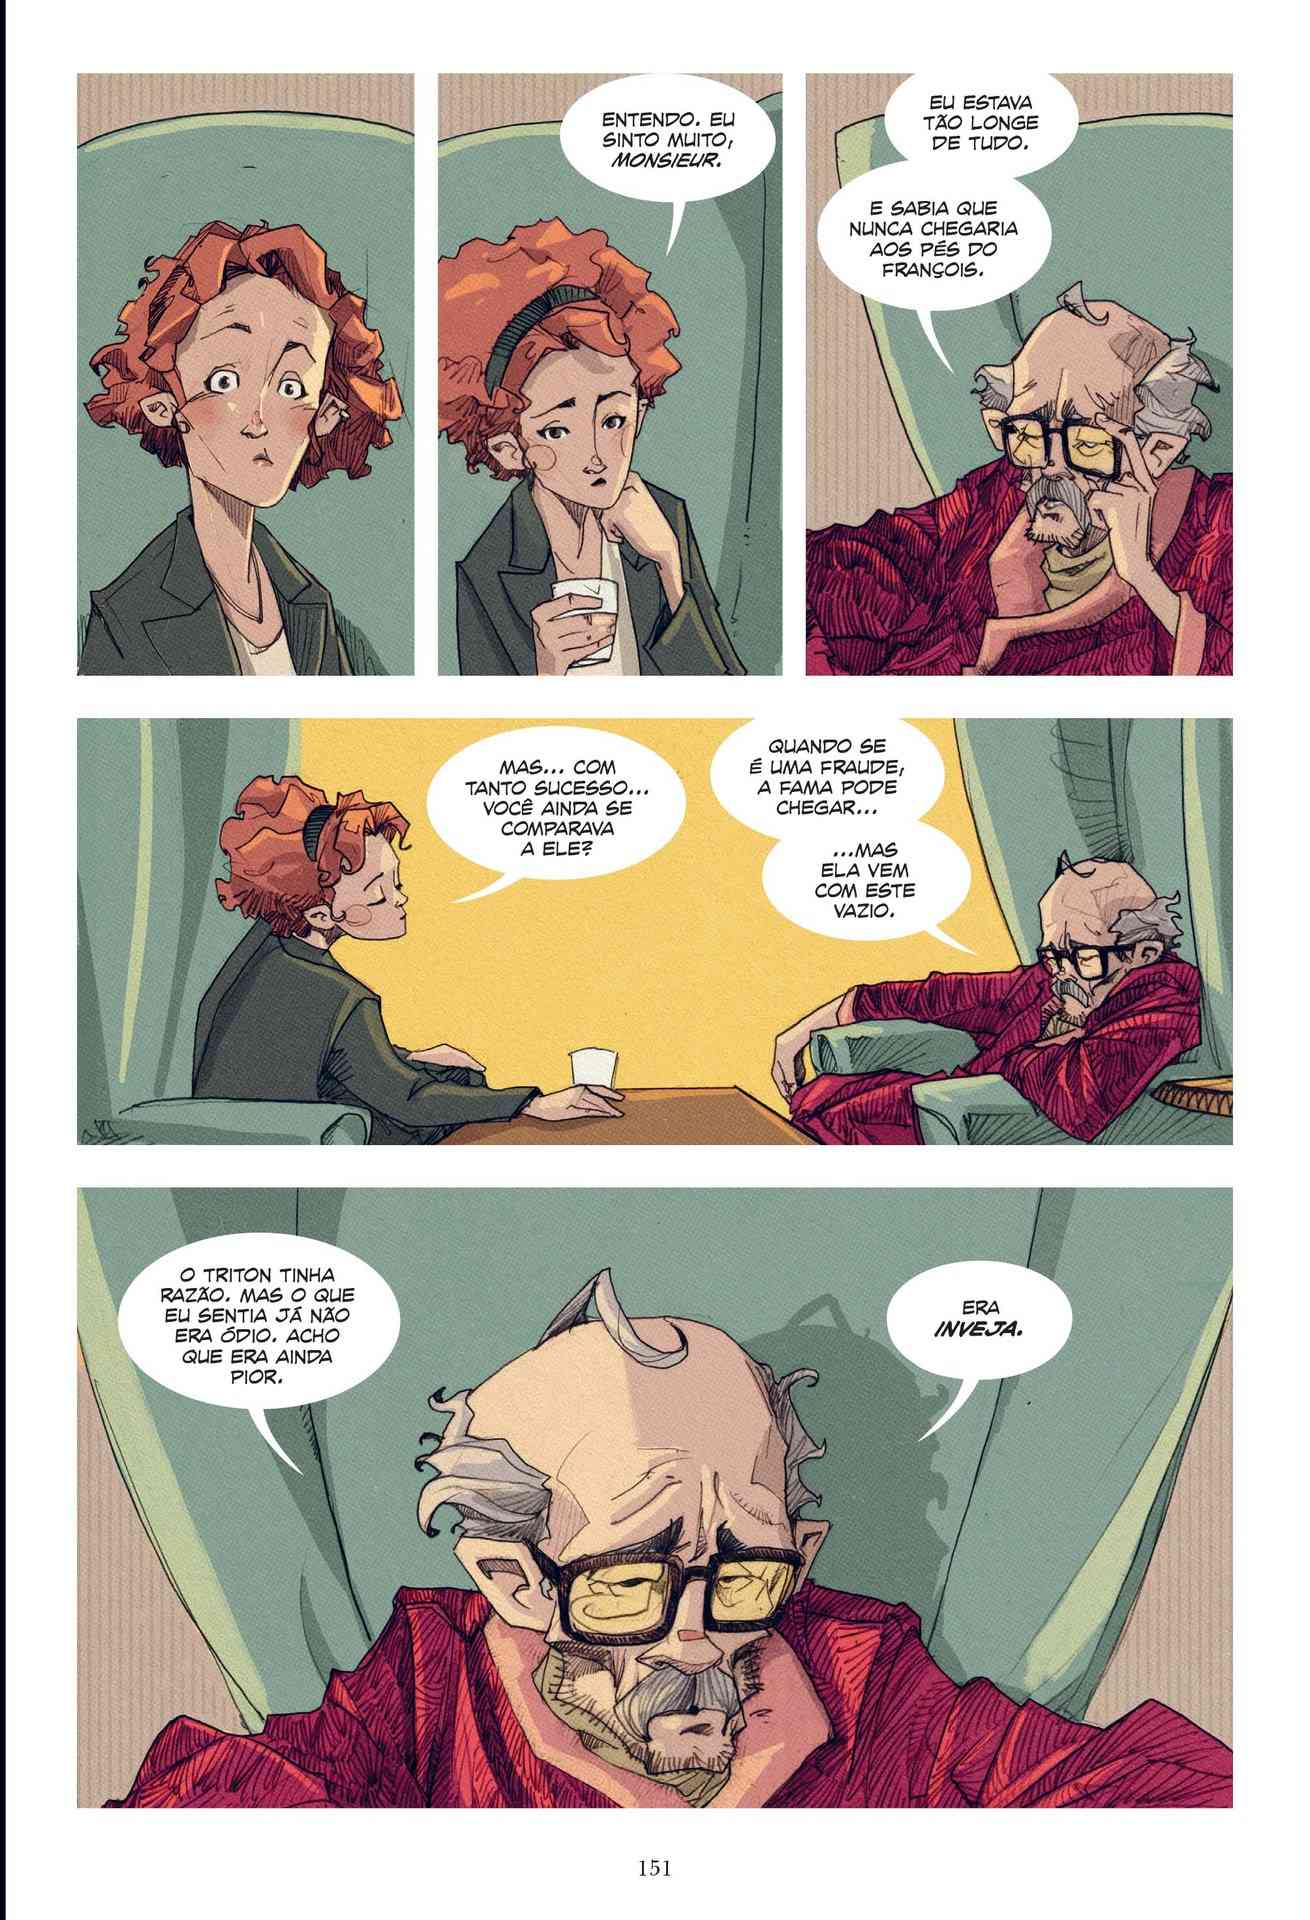 ENTENDO. EU
SINTO MUITO,
MONSIEUR.
EU ESTAVA
TÃO LONGE
DE TUDO.
E SABIA QUE
NUNCA CHEGARIA
AOS PÉS DO
FRANÇOIS.
MAS... COM
TANTO SUCESSO...
VOCÊ AINDA SE
COMPARAVA
A ELE?
QUANDO SE
É UMA FRAUDE,
A FAMA PODE
CHEGAR...
...MAS
ELA VEM
COM ESTE
VAZIO.
O TRITON TINHA
RAZÃO. MAS O QUE
EU SENTIA JÁ NÃO
ERA ÓDIO. ACHO
QUE ERA AINDA
PIOR.
ERA
INVEJA.
151